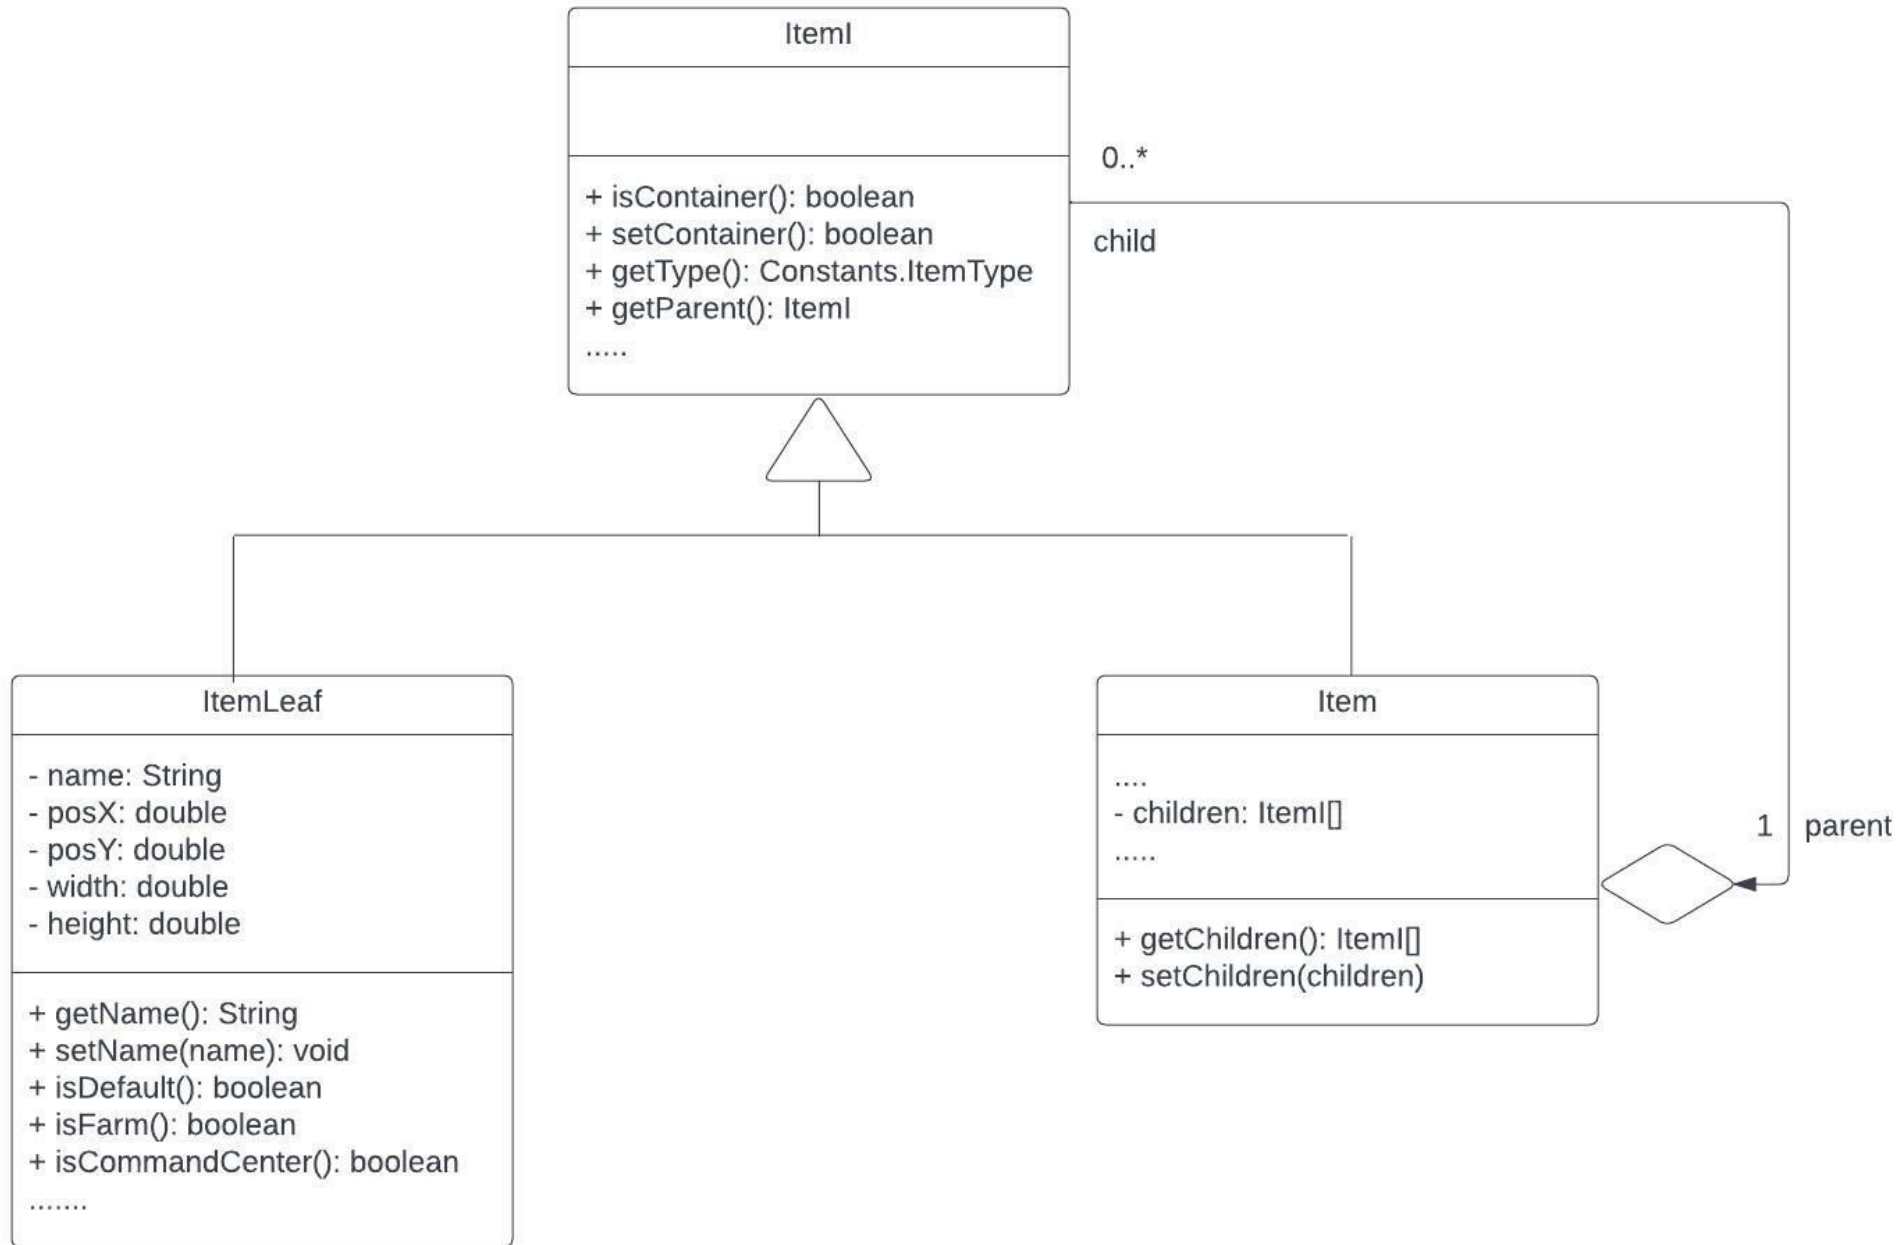 ItemI
+ isContainer(): boolean
+ setContainer(): boolean
+ getType(): Constants.ItemType
+ getParent(): ItemI
.....
0..*
child
ItemLeaf
- name: String
- posX: double
- posY: double
- width: double
- height: double
+ getName(): String
+ setName(name): void
+ isDefault(): boolean
+ isFarm(): boolean
+ isCommandCenter(): boolean
.......
Item
....
- children: ItemI[]
.....
+ getChildren(): ItemI[]
+ setChildren(children)
1 parent